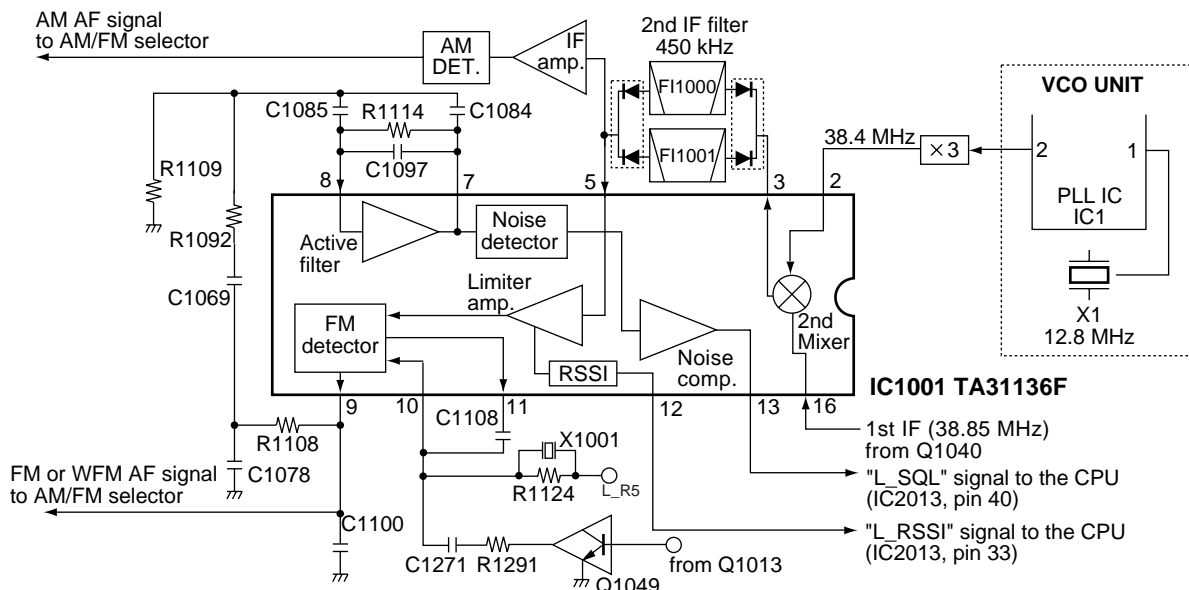 AM AF signal
to AM/FM selector
AM
DET.
IF
amp.
2nd IF filter
450 kHz
FI1000
FI1001
VCO UNIT
38.4 MHz
×3
2
1
PLL IC
IC1
X1
12.8 MHz
C1085
R1114
C1084
C1097
R1109
R1092
C1069
8
7
5
3
2
Active
filter
Noise
detector
Limiter
amp.
FM
detector
RSSI
Noise
comp.
2nd
Mixer
IC1001 TA31136F
9
10
11
12
13
16
C1108
R1108
C1078
X1001
R1124
L_R5
1st IF (38.85 MHz)
from Q1040
FM or WFM AF signal
to AM/FM selector
"L_SQL" signal to the CPU
(IC2013, pin 40)
C1100
"L_RSSI" signal to the CPU
(IC2013, pin 33)
C1271
R1291
Q1049
from Q1013